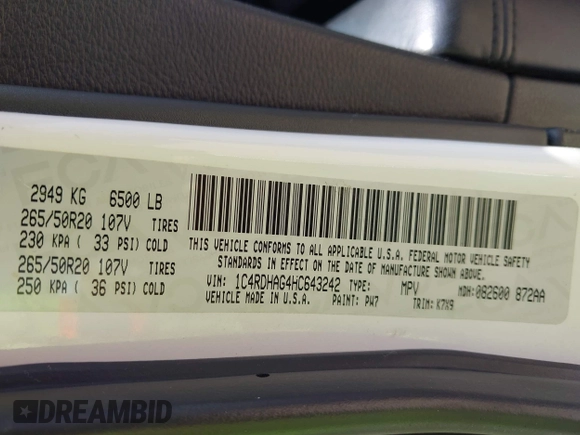 2949 KG 6500 LB
265/50R20 107V TIRES
230 KPA ( 33 PSI) COLD
265/50R20 107V TIRES
250 KPA ( 36 PSI) COLD
THIS VEHICLE CONFORMS TO ALL APPLICABLE U.S.A. FEDERAL MOTOR VEHICLE SAFETY
STANDARDS IN EFFECT ON THE DATE OF MANUFACTURE SHOWN ABOVE.
VIN: 1C4RDHAG4HC643242 TYPE: MPV MDH: 082600 872AA
VEHICLE MADE IN U.S.A. PAINT: PW7 TRIM: K7X9
DREAMBID